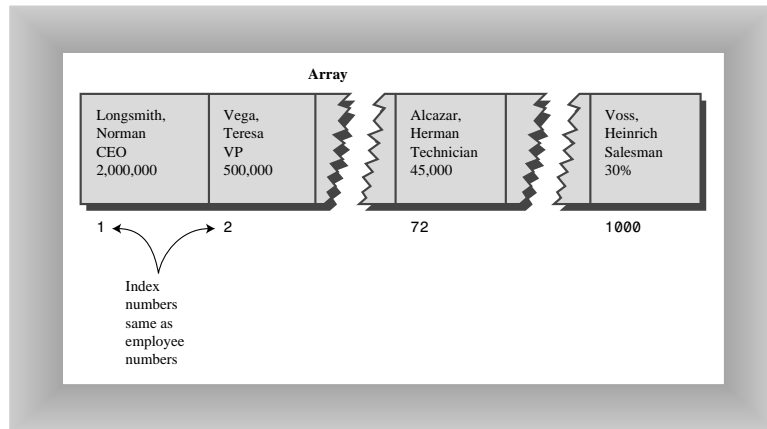 Array
Longsmith,
Norman
CEO
2,000,000
Vega,
Teresa
VP
500,000
Alcazar,
Herman
Technician
45,000
Voss,
Heinrich
Salesman
30%
1
2
72
1000
Index
numbers
same as
employee
numbers